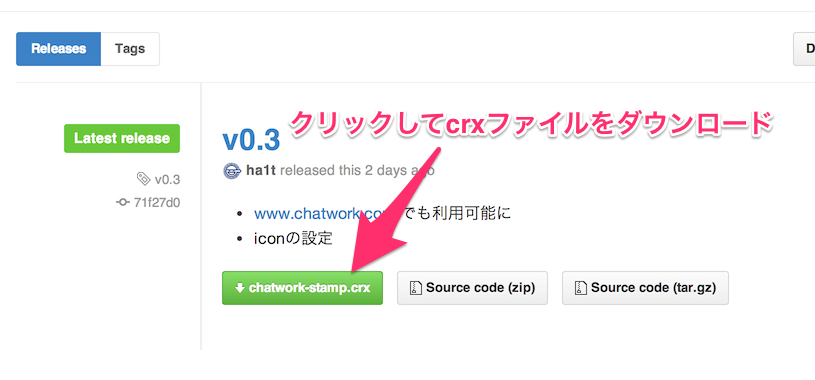 Releases
Tags
D
Latest release
v0.3
71f27d0
v0.3
クリックしてcrxファイルをダウンロード
ha1t released this 2 days ago
www.chatwork.com でも利用可能に
iconの設定
chatwork-stamp.crx
Source code (zip)
Source code (tar.gz)